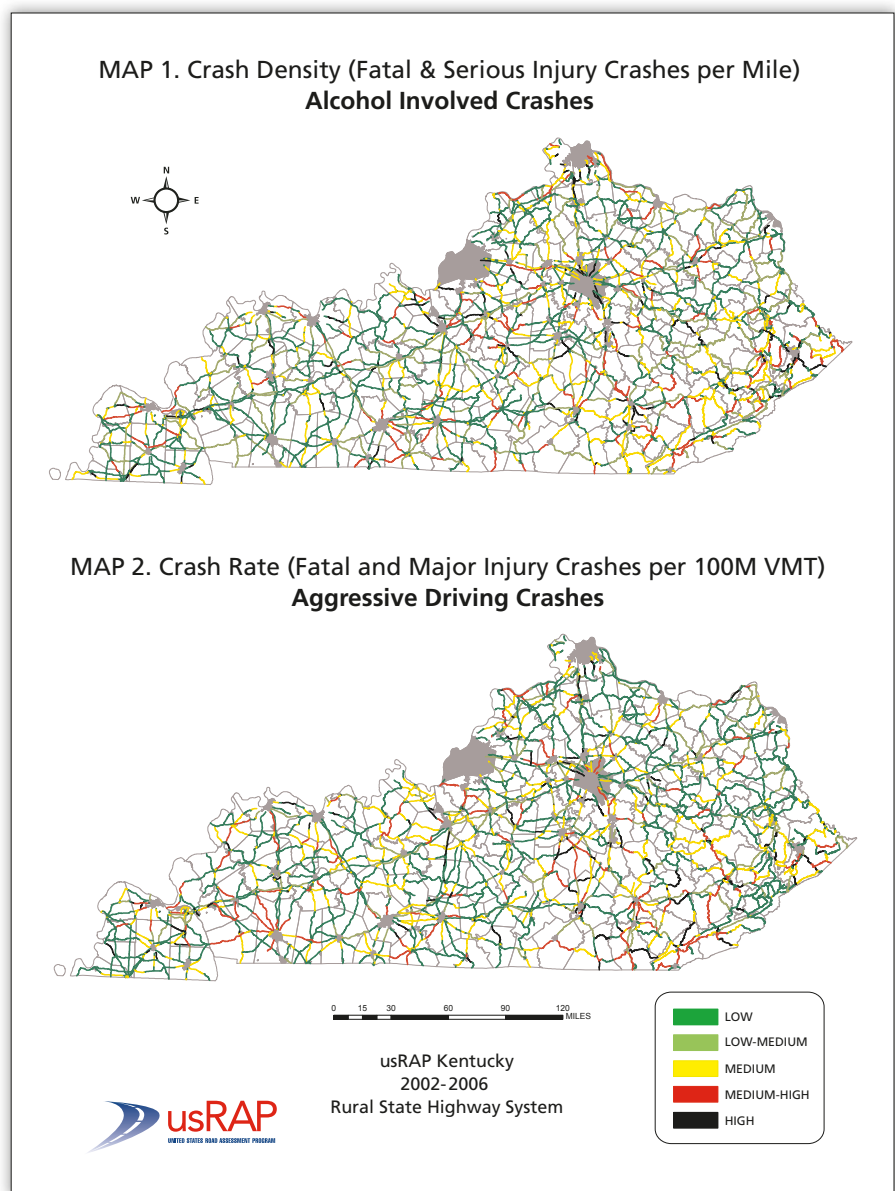 MAP 1. Crash Density (Fatal & Serious Injury Crashes per Mile)
Alcohol Involved Crashes
N
W E
S
MAP 2. Crash Rate (Fatal and Major Injury Crashes per 100M VMT)
Aggressive Driving Crashes
0 15 30 60 90 120
MILES
usRAP Kentucky
2002-2006
Rural State Highway System
LOW
LOW-MEDIUM
MEDIUM
MEDIUM-HIGH
HIGH
usRAP
UNITED STATES ROAD ASSESSMENT PROGRAM